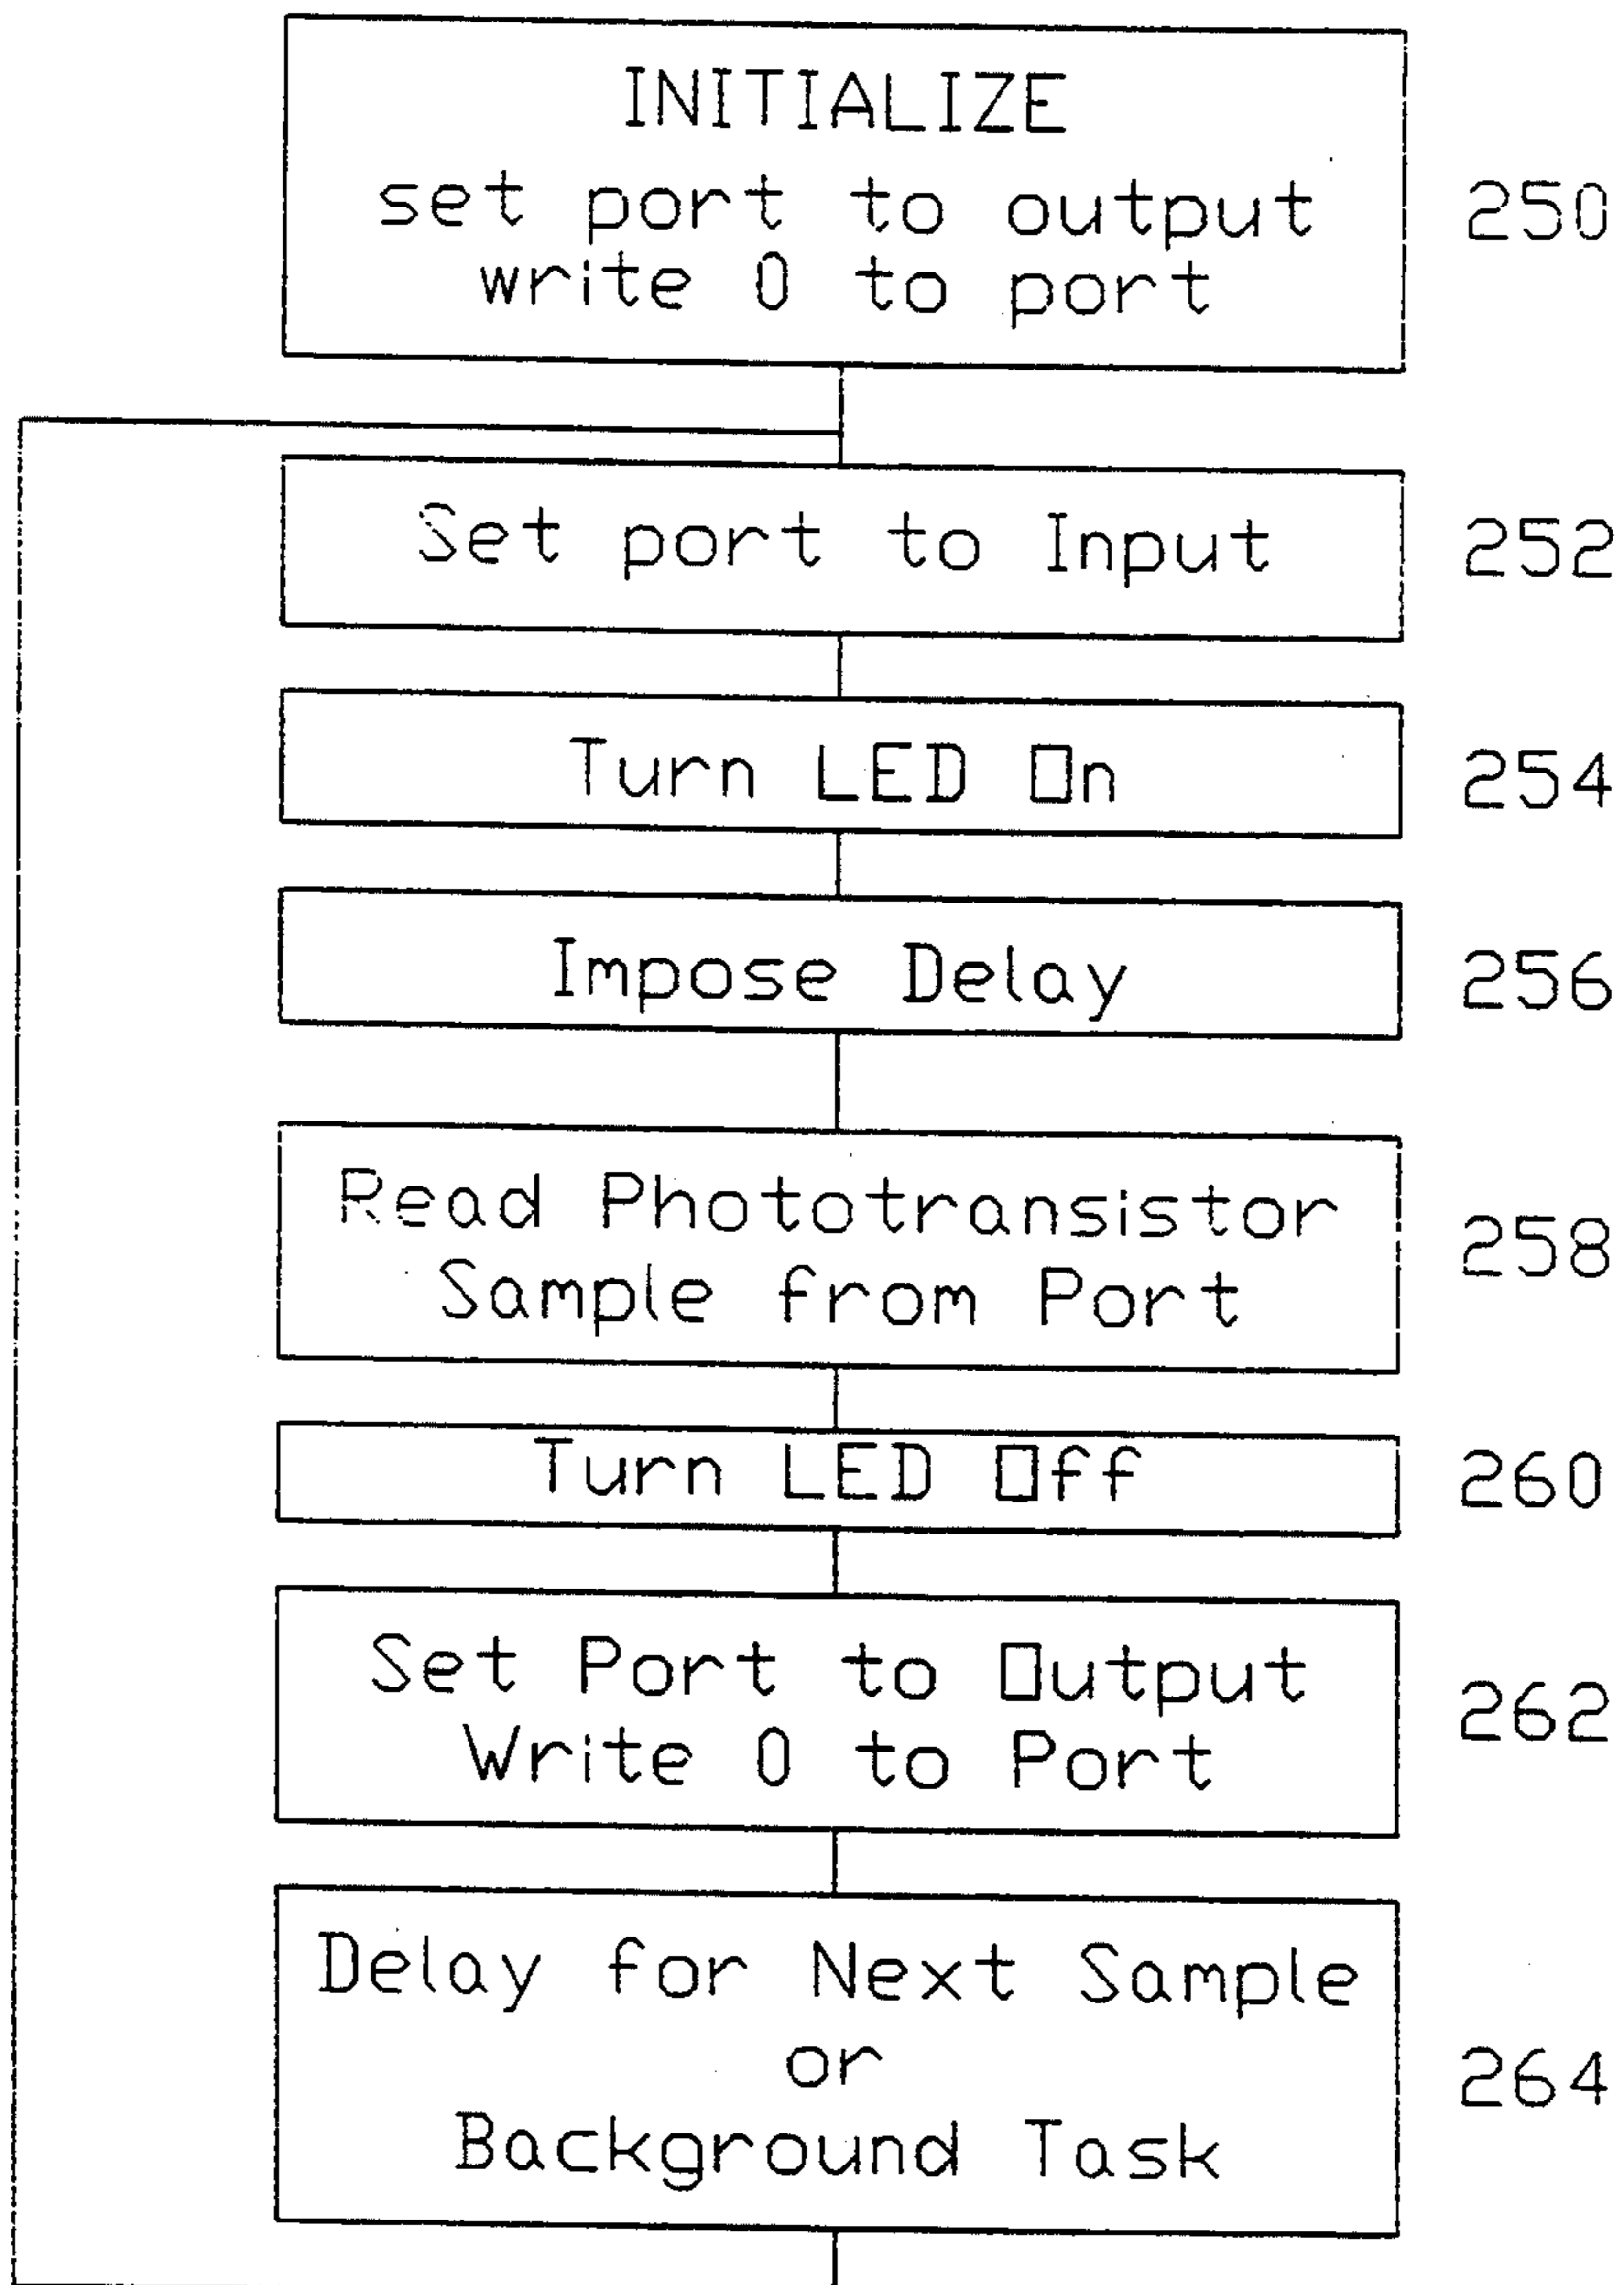 INITIALIZE
set port to output
write 0 to port
250
Set port to Input
252
Turn LED On
254
Impose Delay
256
Read Phototransistor
Sample from Port
258
Turn LED Off
260
Set Port to Output
Write 0 to Port
262
Delay for Next Sample
or
Background Task
264